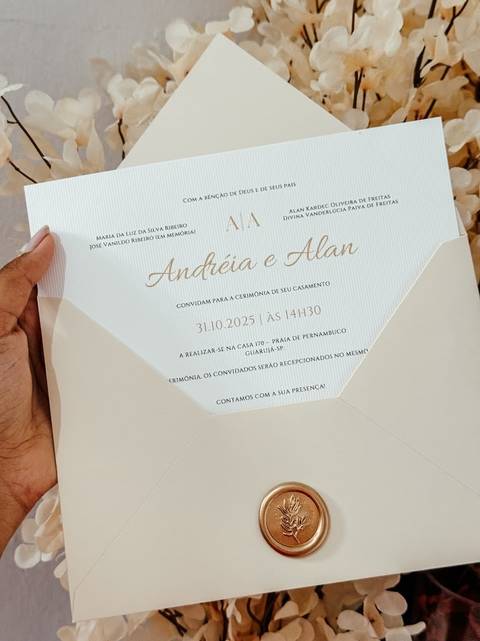 Com a bênção de Deus e de seus pais
Maria da Luz da Silva Ribeiro
José Vanildo Ribeiro (em memória)
A|A
Alan Kardec Oliveira de Freitas
Divina Vanderlucia Paiva de Freitas
Andréia e Alan
Convidam para a cerimônia de seu casamento
31.10.2025 | às 14h30
A realizar-se na Casa 170 – Praia de Pernambuco
Guarujá-SP
erimônia, os convidados serão recepcionados no mesmo
Contamos com a sua presença!